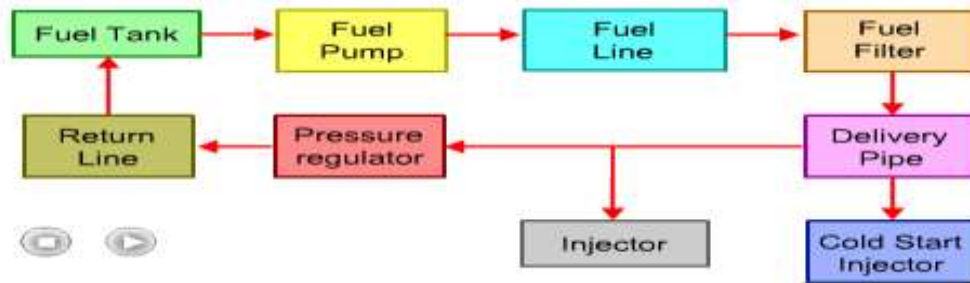 Fuel Tank
Fuel
Pump
Fuel
Line
Fuel
Filter
Return
Line
Pressure
regulator
Delivery
Pipe
Injector
Cold Start
Injector